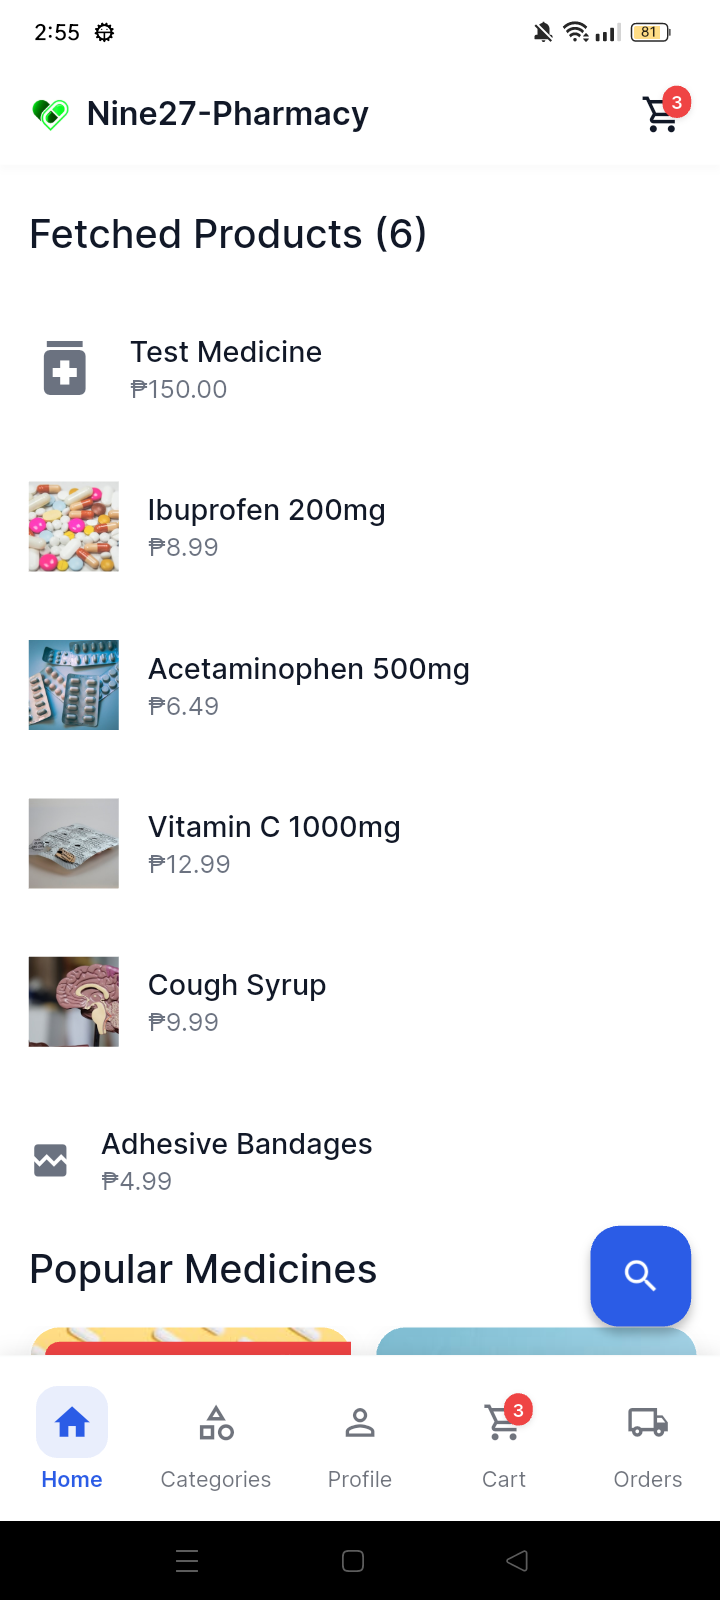 2:55
81
Nine27-Pharmacy
3
Fetched Products (6)
Test Medicine
₱150.00
Ibuprofen 200mg
₱8.99
Acetaminophen 500mg
₱6.49
Vitamin C 1000mg
₱12.99
Cough Syrup
₱9.99
Adhesive Bandages
₱4.99
Popular Medicines
3
Home
Categories
Profile
Cart
Orders